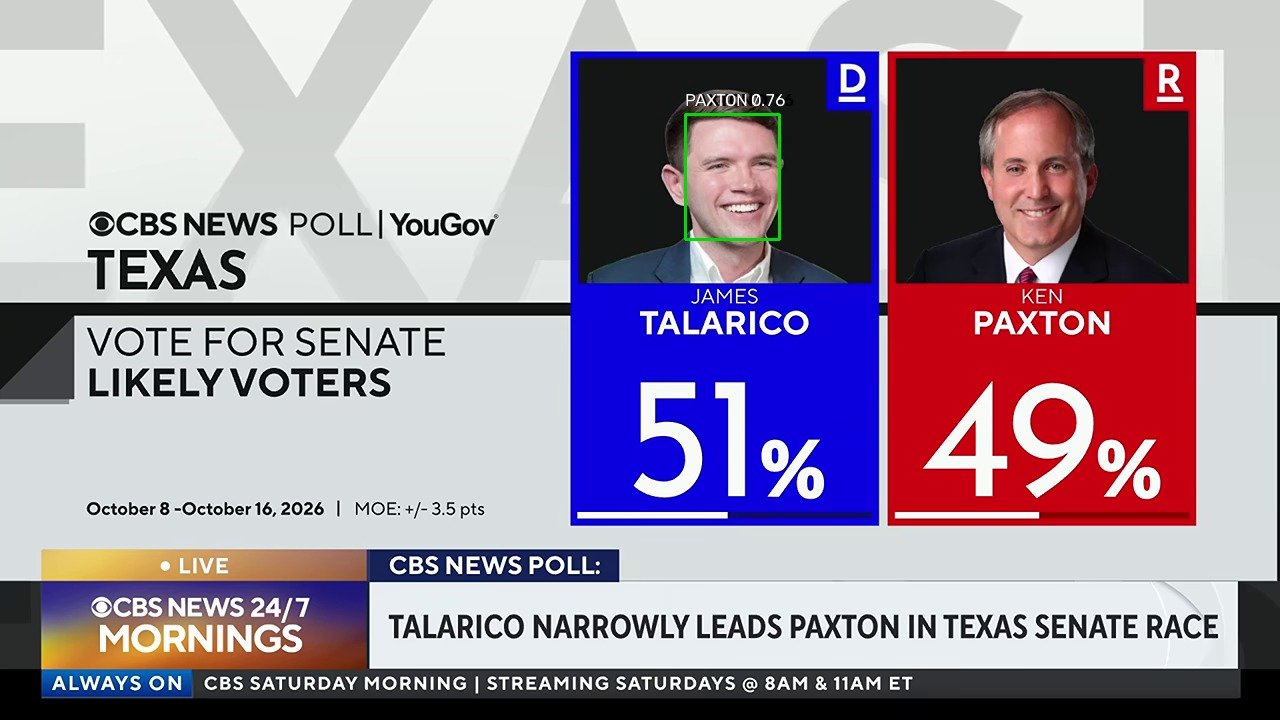 CBS NEWS POLL | YouGov
TEXAS
VOTE FOR SENATE
LIKELY VOTERS
October 8 -October 16, 2026 | MOE: +/- 3.5 pts
PAXTON 0.76
D
JAMES
TALARICO
51%
R
KEN
PAXTON
49%
• LIVE
CBS NEWS 24/7
MORNINGS
CBS NEWS POLL:
TALARICO NARROWLY LEADS PAXTON IN TEXAS SENATE RACE
ALWAYS ON
CBS SATURDAY MORNING | STREAMING SATURDAYS @ 8AM & 11AM ET